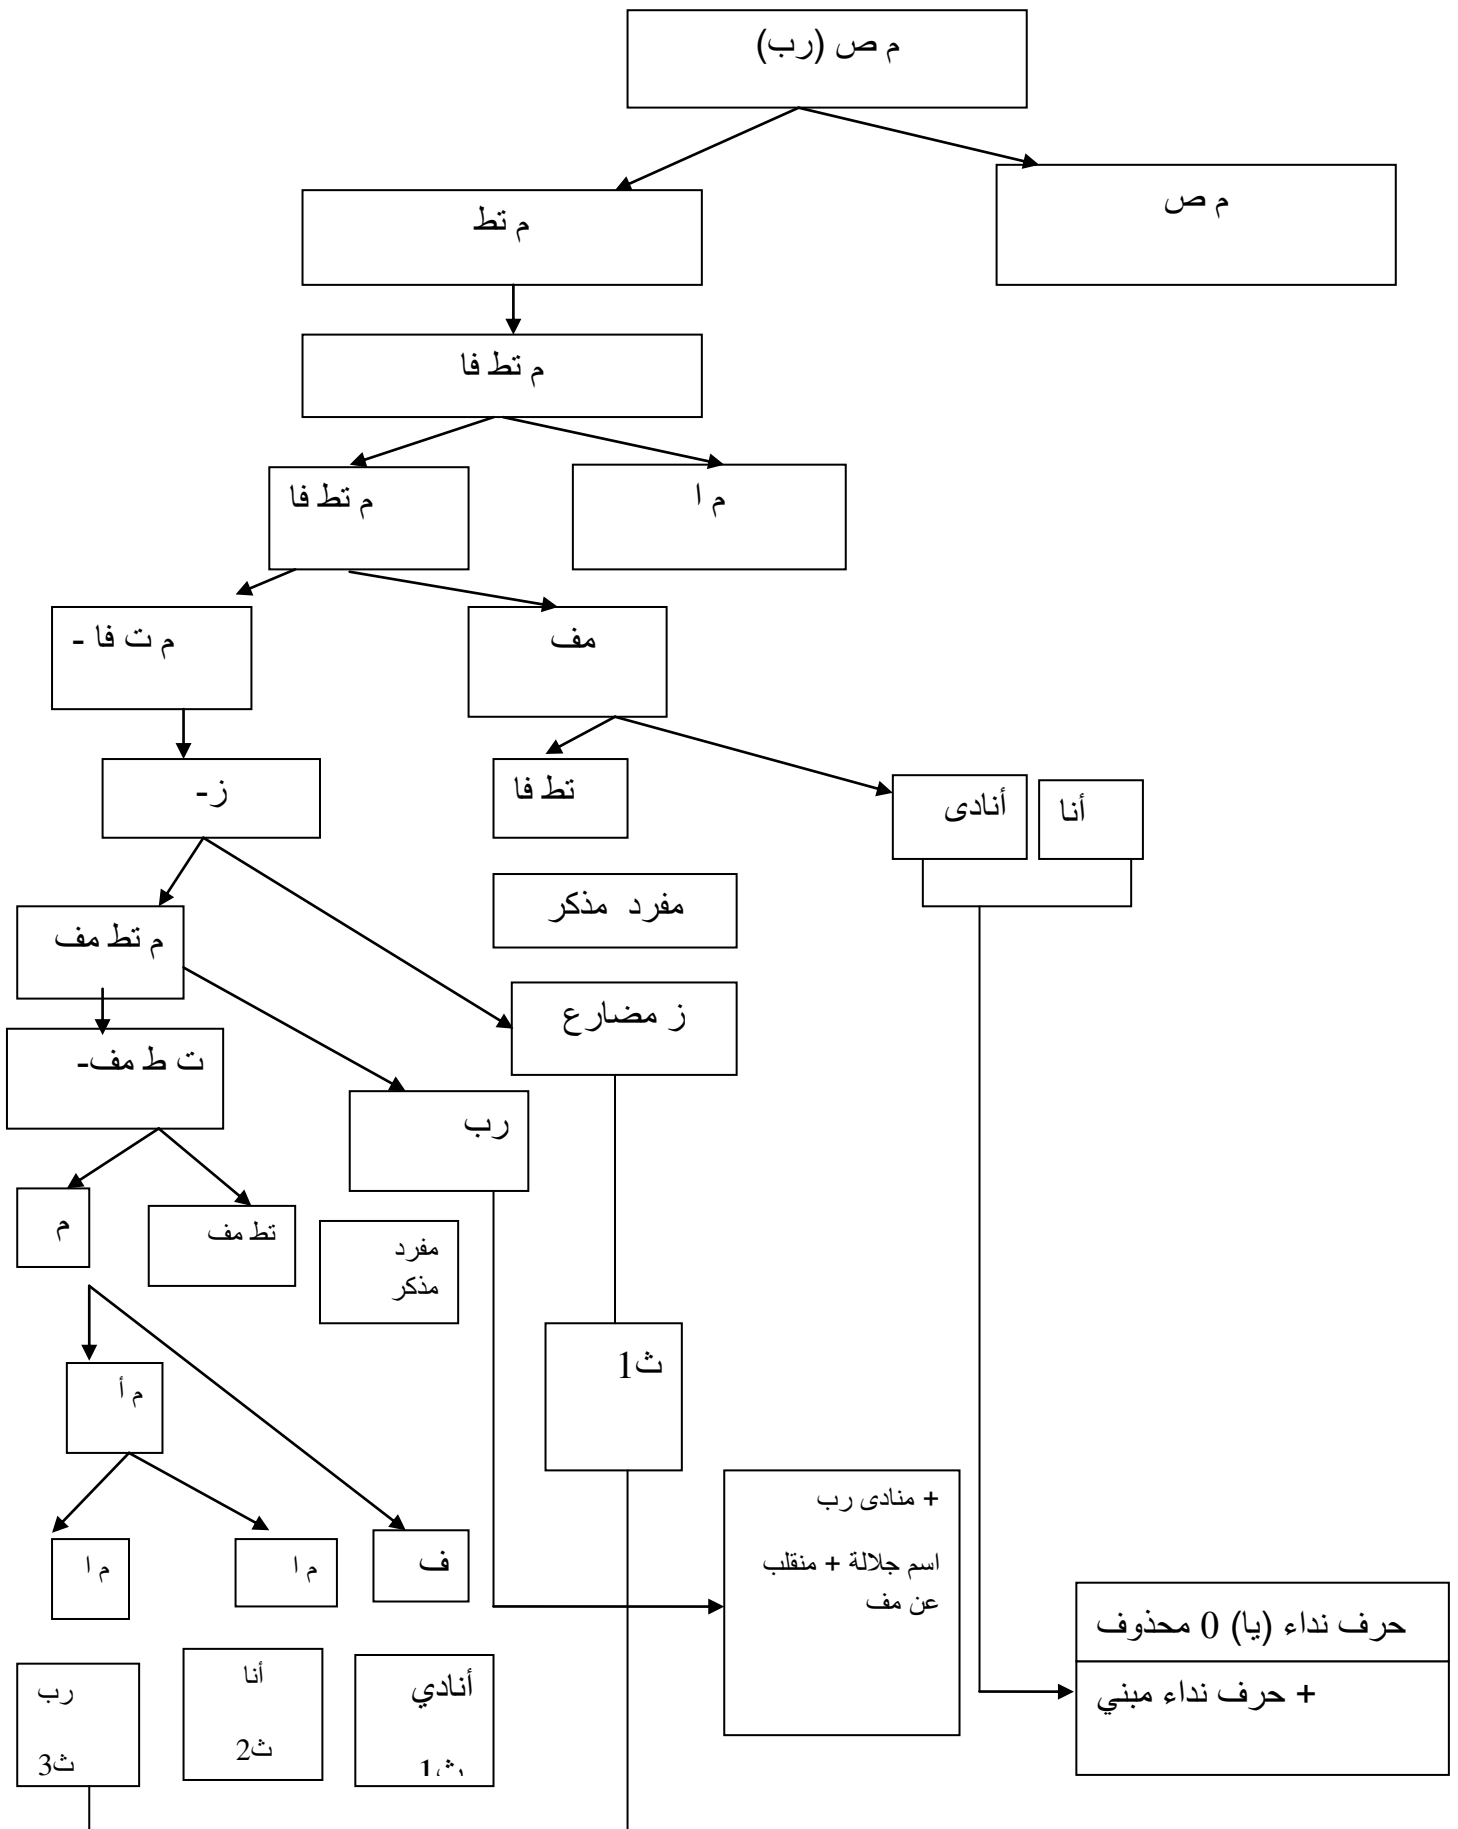 م ص (رب)
م ص
م تط
م تط فا
م ا
م تط فا
مف
م ت فا -
أنا
أنادى
تط فا
ز-
مفرد مذكر
م تط مف
ز مضارع
ت ط مف-
رب
م
تط مف
مفرد
مذكر
ث1
م أ
+ منادى رب
اسم جلالة + منقلب
عن مف
ف
م ا
م ا
حرف نداء (يا) 0 محذوف
+ حرف نداء مبني
أنادي
ث1
أنا
ث2
رب
ث3